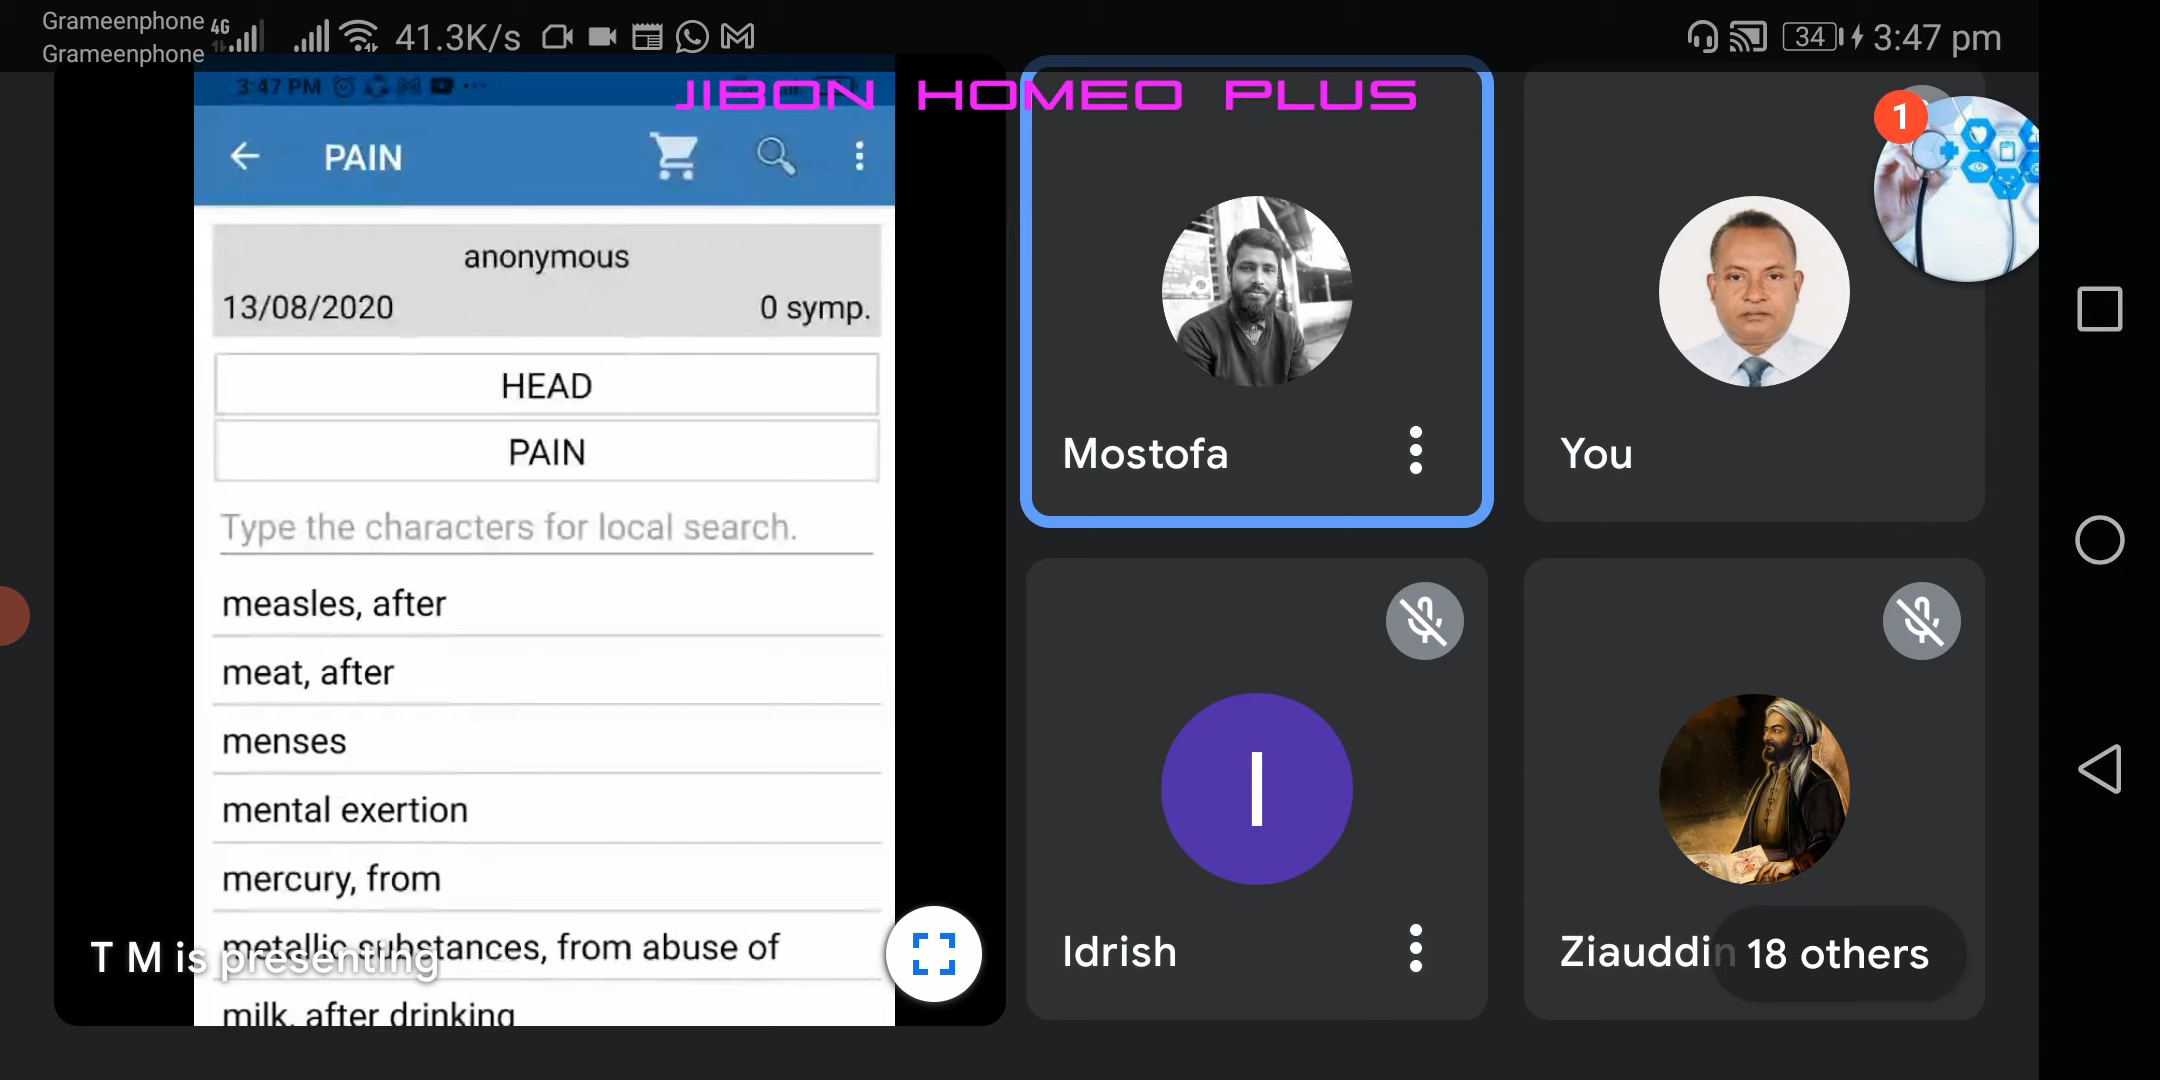 Grameenphone
Grameenphone
4G
41.3K/s
34
3:47 pm
3:47 PM
JIBON HOMEO PLUS
PAIN
anonymous
13/08/2020
0 symp.
HEAD
PAIN
Type the characters for local search.
measles, after
meat, after
menses
mental exertion
mercury, from
metallic substances, from abuse of
milk, after drinking
T M is presenting
Mostofa
You
1
I
Idrish
Ziauddin
18 others